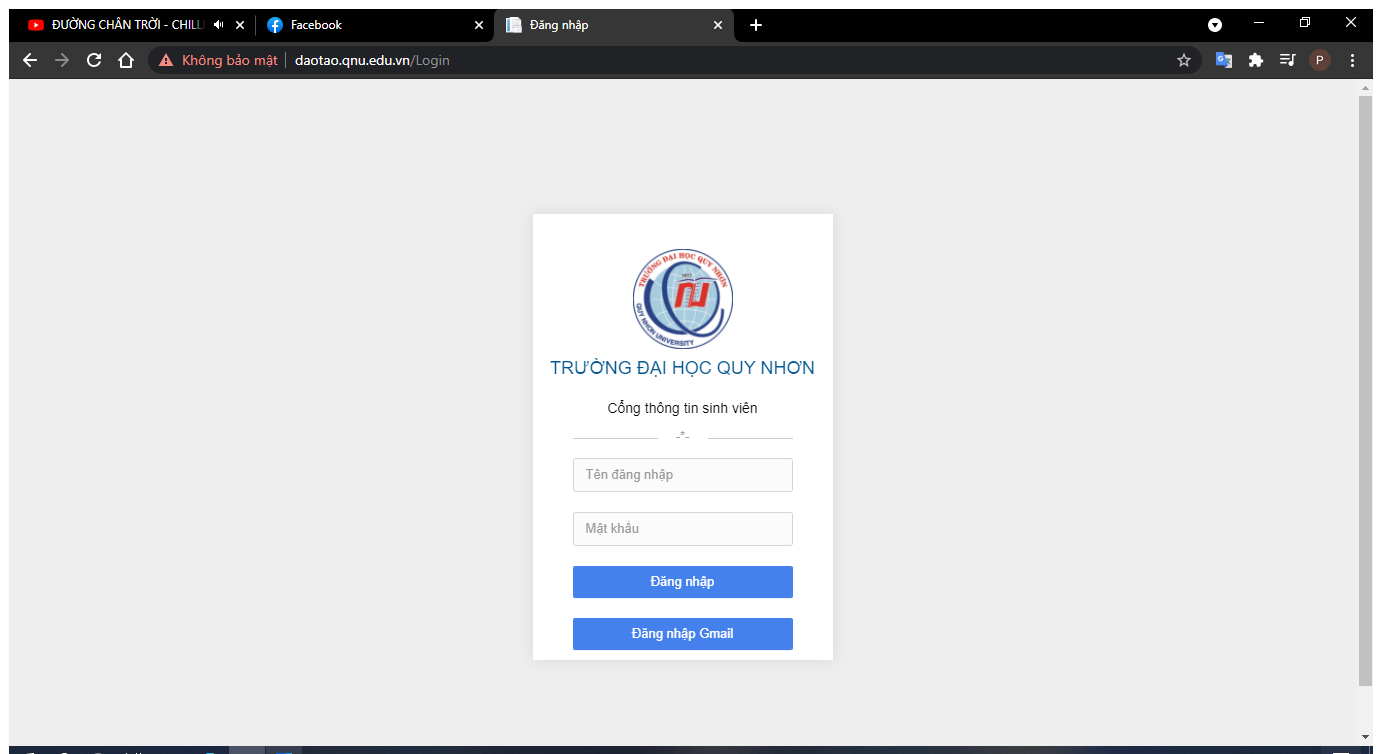 ĐƯỜNG CHÂN TRỜI - CHILL
Facebook
Đăng nhập
Không bảo mật
daotao.qnu.edu.vn/Login
P
TRƯỜNG ĐẠI HỌC QUY NHƠN
QUY NHON UNIVERSITY
TRƯỜNG ĐẠI HỌC QUY NHƠN
Cổng thông tin sinh viên
-*-
Tên đăng nhập
Mật khẩu
Đăng nhập
Đăng nhập Gmail